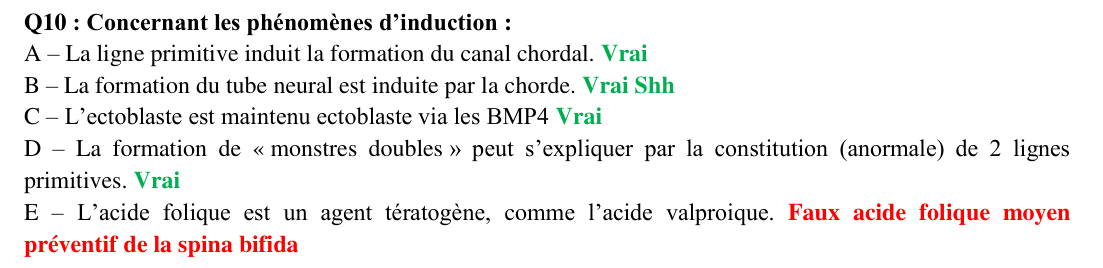 Q10 : Concernant les phénomènes d’induction :
A – La ligne primitive induit la formation du canal chordal. Vrai
B – La formation du tube neural est induite par la chorde. Vrai Shh
C – L’ectoblaste est maintenu ectoblaste via les BMP4 Vrai
D – La formation de « monstres doubles » peut s’expliquer par la constitution (anormale) de 2 lignes
primitives. Vrai
E – L’acide folique est un agent tératogène, comme l’acide valproique. Faux acide folique moyen
préventif de la spina bifida